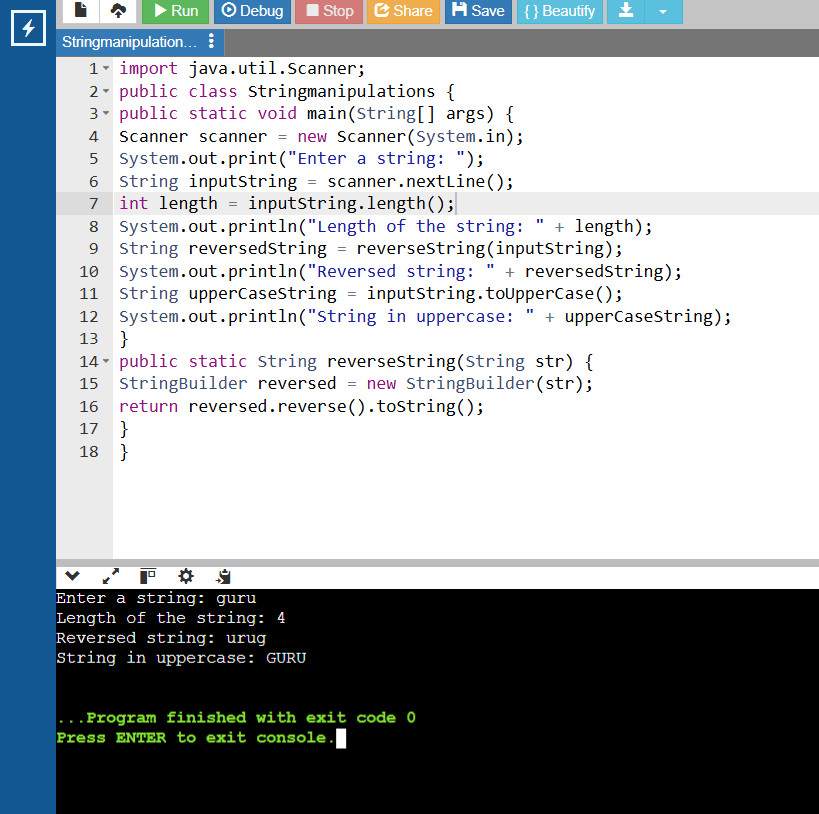 Run Debug Stop Share Save { } Beautify
Stringmanipulation...
1 import java.util.Scanner;
2 public class Stringmanipulations {
3 public static void main(String[] args) {
4 Scanner scanner = new Scanner(System.in);
5 System.out.print("Enter a string: ");
6 String inputString = scanner.nextLine();
7 int length = inputString.length();
8 System.out.println("Length of the string: " + length);
9 String reversedString = reverseString(inputString);
10 System.out.println("Reversed string: " + reversedString);
11 String upperCaseString = inputString.toUpperCase();
12 System.out.println("String in uppercase: " + upperCaseString);
13 }
14 public static String reverseString(String str) {
15 StringBuilder reversed = new StringBuilder(str);
16 return reversed.reverse().toString();
17 }
18 }
Enter a string: guru
Length of the string: 4
Reversed string: urug
String in uppercase: GURU
...Program finished with exit code 0
Press ENTER to exit console.